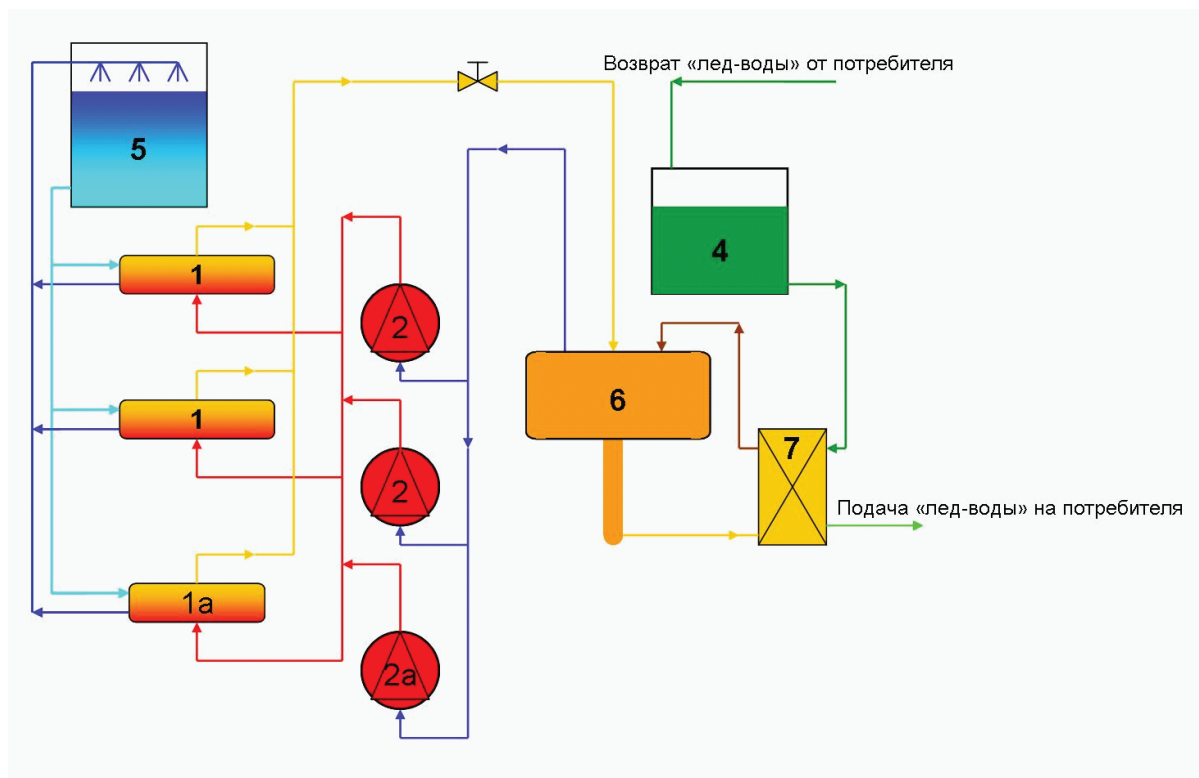 Возврат «лед-воды» от потребителя
5
4
1
2
1
6
7
2
Подача «лед-воды» на потребителя
1а
2а